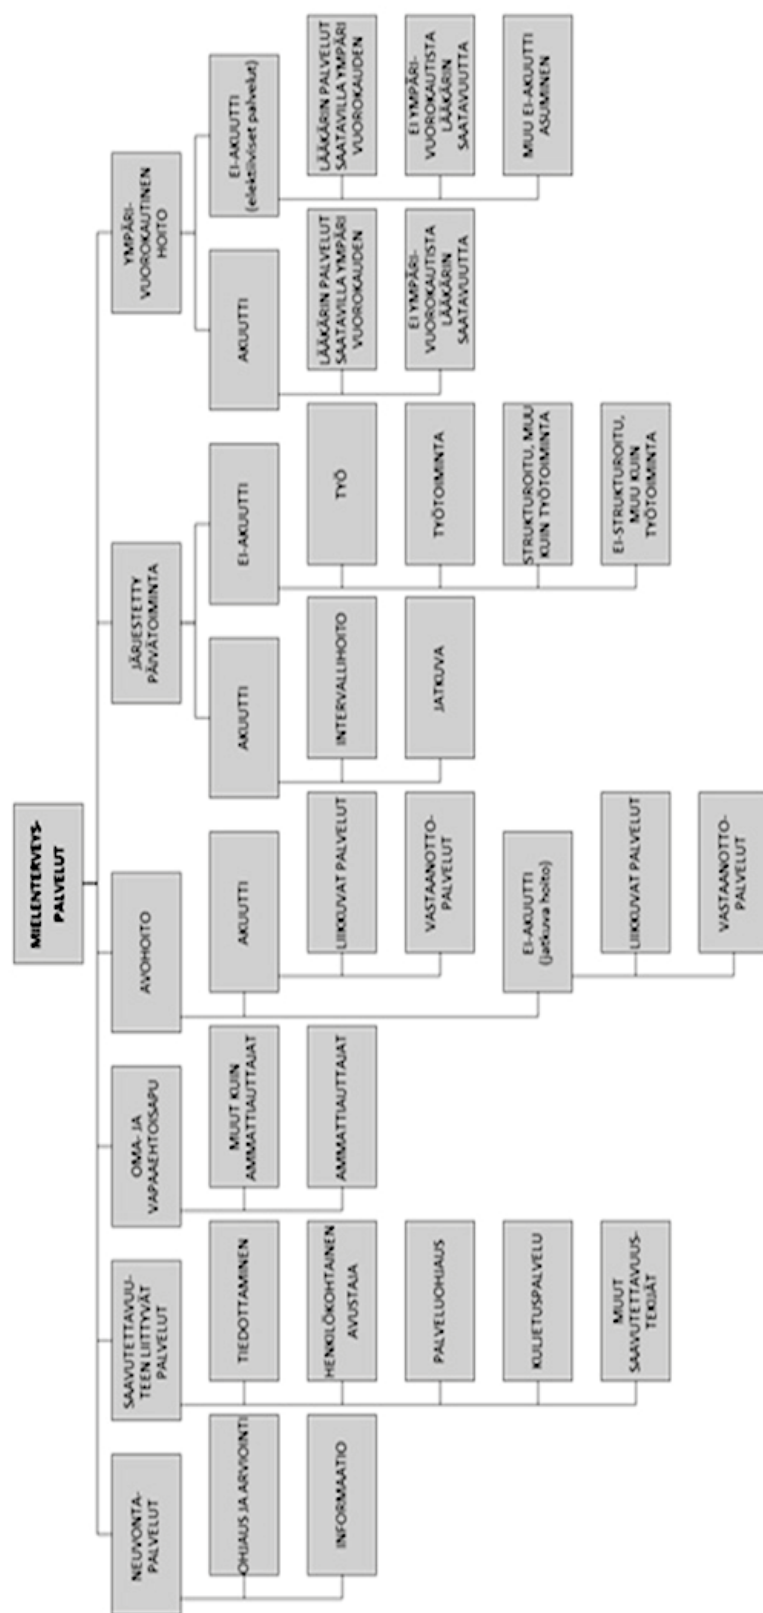 MIELENTERVEYS-
PALVELUT
NEUVONTA-
PALVELUT
OHJAUS JA ARVIOINTI
INFORMAATIO
SAAVUTETTAVUU-
TEEN LIITTYVÄT
PALVELUT
TIEDOTTAMINEN
HENKILÖKOHTAINEN
AVUSTAJA
PALVELUOHJAUS
KULJETUSPALVELU
MUUT
SAAVUTETTAVUUS-
TEKIJÄT
OMA- JA
VAPAAEHTOISAPU
MUUT KUIN
AMMATTIAUTTAJAT
AMMATTIAUTTAJAT
AVOHOITO
AKUUTTI
LIIKKUVAT PALVELUT
VASTAANOTTO-
PALVELUT
EI-AKUUTTI
(jatkuva hoito)
LIIKKUVAT PALVELUT
VASTAANOTTO-
PALVELUT
JÄRJESTETTY
PÄIVÄTOIMINTA
AKUUTTI
INTERVALLIHOITO
JATKUVA
EI-AKUUTTI
TYÖ
TYÖTOIMINTA
STRUKTUROITU, MUU
KUIN TYÖTOIMINTA
EI-STRUKTUROITU,
MUU KUIN
TYÖTOIMINTA
YMPÄRI-
VUOROKAUTINEN
HOITO
AKUUTTI
LÄÄKÄRIN PALVELUT
SAATAVILLA YMPÄRI
VUOROKAUDEN
EI YMPÄRI-
VUOROKAUTISTA
LÄÄKÄRIN
SAATAVUUTTA
EI-AKUUTTI
(eilektiiviset palvelut)
LÄÄKÄRIN PALVELUT
SAATAVILLA YMPÄRI
VUOROKAUDEN
EI YMPÄRI-
VUOROKAUTISTA
LÄÄKÄRIN
SAATAVUUTTA
MUU EI-AKUUTTI
ASUMINEN